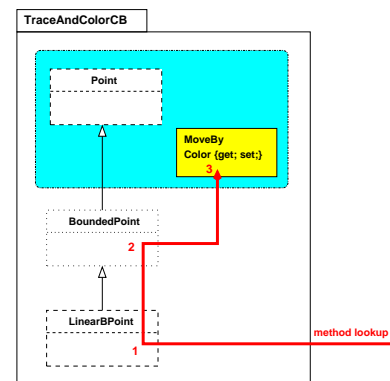 TraceAndColorCB
Point
MoveBy
Color {get; set;}
3
BoundedPoint
2
LinearBPoint
method lookup
1